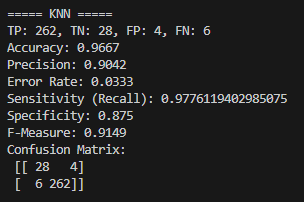 ===== KNN =====
TP: 262, TN: 28, FP: 4, FN: 6
Accuracy: 0.9667
Precision: 0.9042
Error Rate: 0.0333
Sensitivity (Recall): 0.9776119402985075
Specificity: 0.875
F-Measure: 0.9149
Confusion Matrix:
 [[ 28   4]
 [  6 262]]